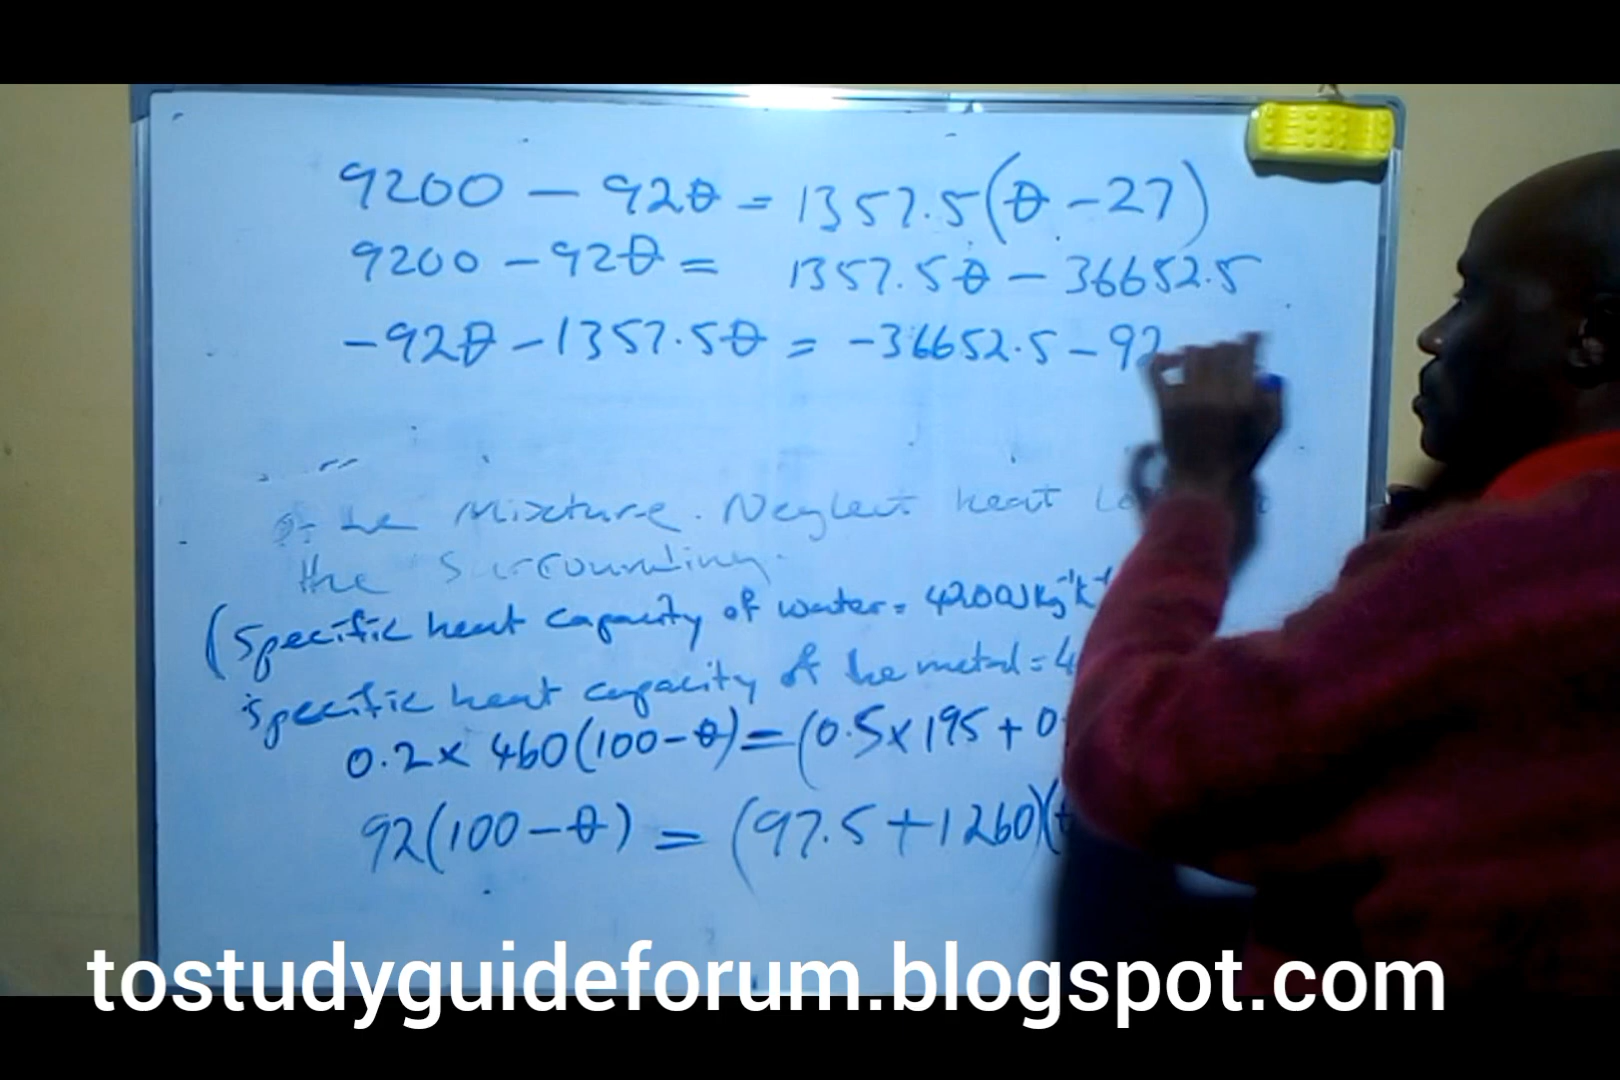 9200 - 92θ = 1357.5(θ - 27)
9200 - 92θ = 1357.5θ - 36652.5
-92θ - 1357.5θ = -36652.5 - 92
Mixture. Neglect heat
the Surrounding.
(Specific heat capacity of water = 4200Jkg⁻¹k⁻¹
Specific heat capacity of the metal = 4
0.2 x 460(100 - θ) = (0.5 x 195 + 0
92(100 - θ) = (97.5 + 1260)(
tostudyguideforum.blogspot.com